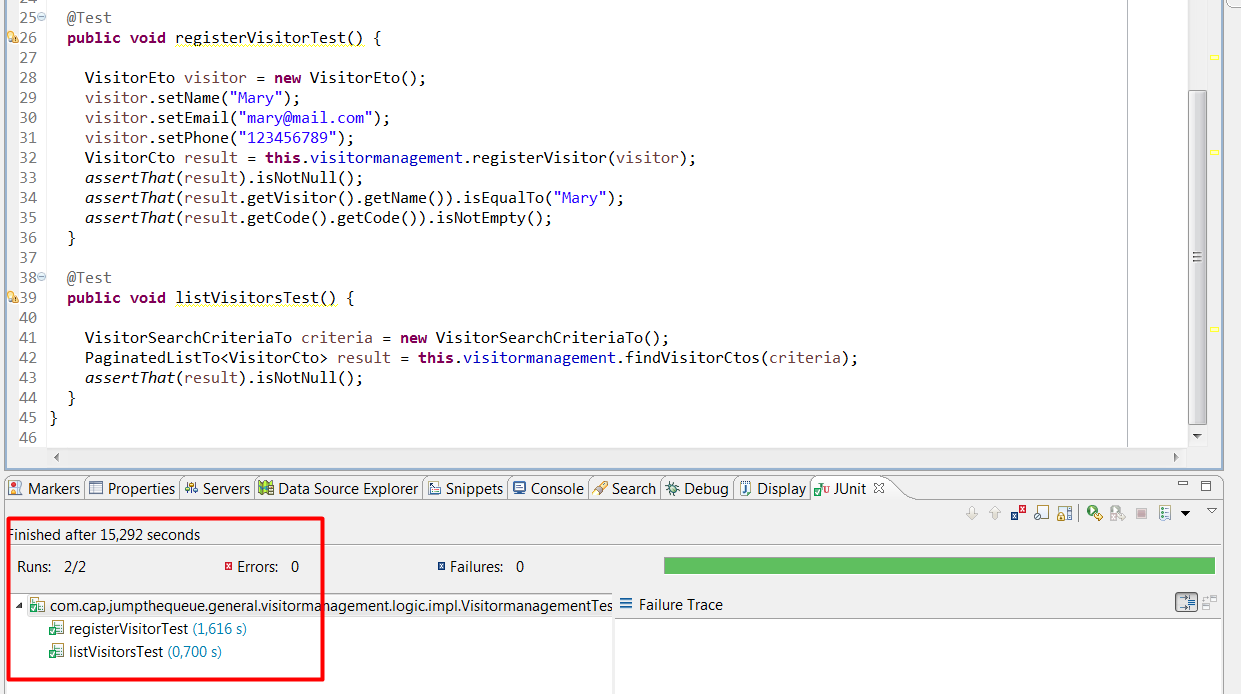 24
25 @Test
26 public void registerVisitorTest() {
27
28 VisitorEto visitor = new VisitorEto();
29 visitor.setName("Mary");
30 visitor.setEmail("mary@mail.com");
31 visitor.setPhone("123456789");
32 VisitorCto result = this.visitormanagement.registerVisitor(visitor);
33 assertThat(result).isNotNull();
34 assertThat(result.getVisitor().getName()).isEqualTo("Mary");
35 assertThat(result.getCode().getCode()).isNotEmpty();
36 }
37
38 @Test
39 public void listVisitorsTest() {
40
41 VisitorSearchCriteriaTo criteria = new VisitorSearchCriteriaTo();
42 PaginatedListTo<VisitorCto> result = this.visitormanagement.findVisitorCtos(criteria);
43 assertThat(result).isNotNull();
44 }
45 }
46
Markers Properties Servers Data Source Explorer Snippets Console Search Debug Display JUnit
Finished after 15,292 seconds
Runs: 2/2 Errors: 0 Failures: 0
com.cap.jumpthequeue.general.visitormanagement.logic.impl.VisitormanagementTes Failure Trace
registerVisitorTest (1,616 s)
listVisitorsTest (0,700 s)